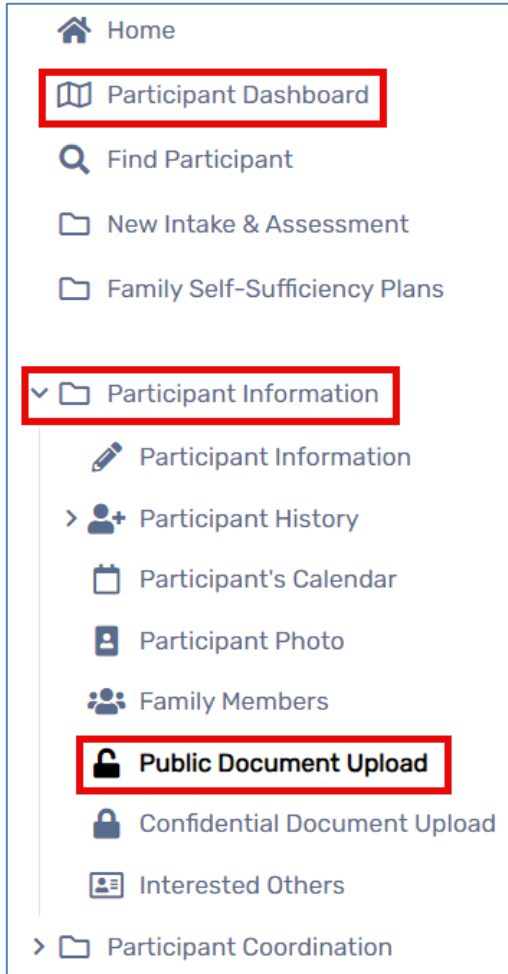 Home
Participant Dashboard
Find Participant
New Intake & Assessment
Family Self-Sufficiency Plans
Participant Information
Participant Information
Participant History
Participant's Calendar
Participant Photo
Family Members
Public Document Upload
Confidential Document Upload
Interested Others
Participant Coordination